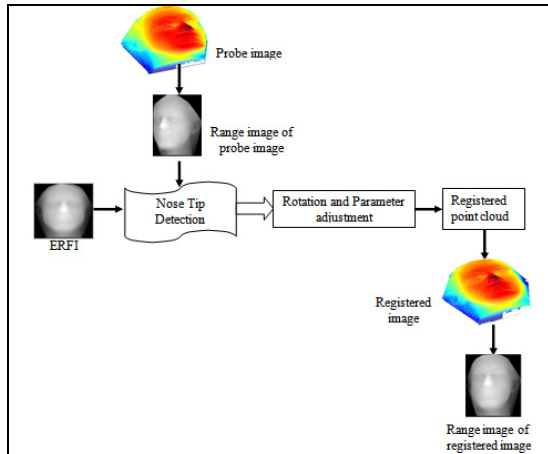 Probe image
Range image of
probe image
Nose Tip
Detection
ERFI
Rotation and Parameter
adjustment
Registered
point cloud
Registered
image
Range image of
registered image